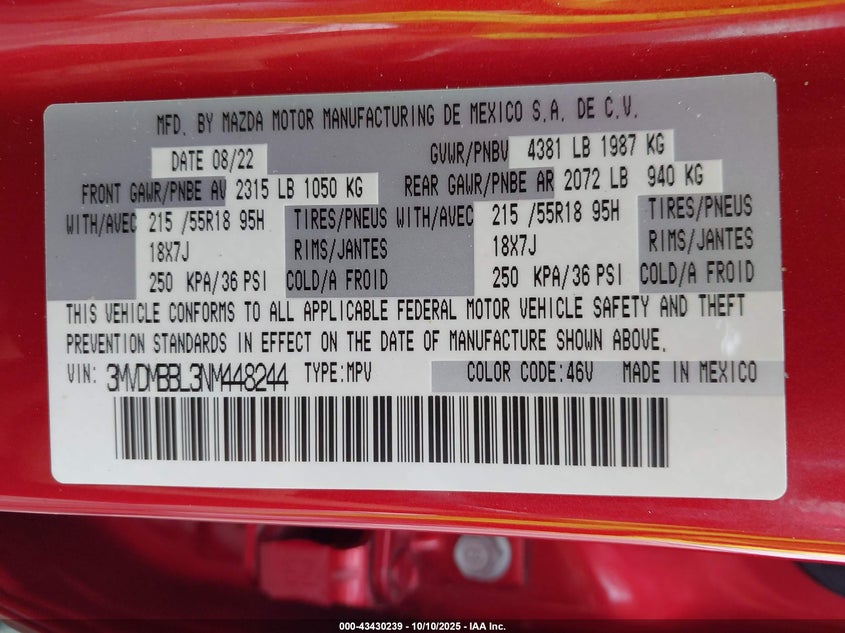 MFD. BY MAZDA MOTOR MANUFACTURING DE MEXICO S.A. DE C.V.
DATE 08/22 GVWR/PNBV 4381 LB 1987 KG
FRONT GAWR/PNBE AV 2315 LB 1050 KG REAR GAWR/PNBE AR 2072 LB 940 KG
WITH/AVEC 215 /55R18 95H TIRES/PNEUS WITH/AVEC 215 /55R18 95H TIRES/PNEUS
18X7J RIMS/JANTES 18X7J RIMS/JANTES
250 KPA/36 PSI COLD/A FROID 250 KPA/36 PSI COLD/A FROID
THIS VEHICLE CONFORMS TO ALL APPLICABLE FEDERAL MOTOR VEHICLE SAFETY AND THEFT
PREVENTION STANDARDS IN EFFECT ON THE DATE OF MANUFACTURE SHOWN ABOVE.
VIN: 3MVDMBBL3NM448244 TYPE:MPV COLOR CODE:46V MADE IN MEXICO
000-43430239 - 10/10/2025 - IAA Inc.